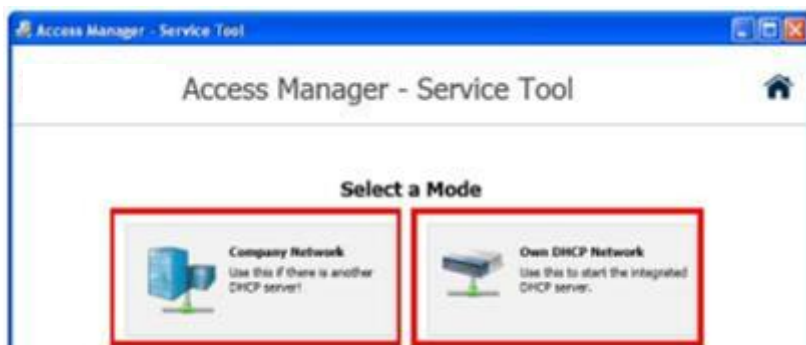 Access Manager - Service Tool
Access Manager - Service Tool
Select a Mode
Company Network
Use this if there is another
DHCP server!
Own DHCP Network
Use this to start the integrated
DHCP server.